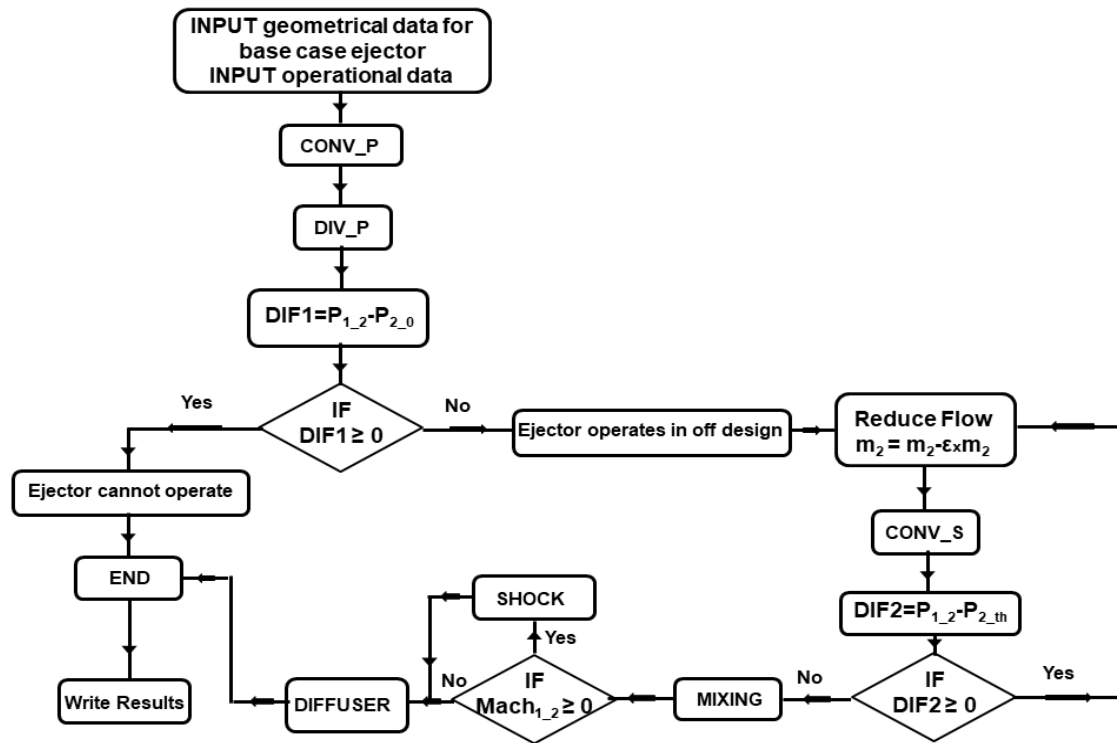 INPUT geometrical data for
base case ejector
INPUT operational data
CONV_P
DIV_P
DIF1=P₁_₂-P₂_₀
IF
DIF1 ≥ 0
Yes
No
Ejector operates in off design
Reduce Flow
m₂ = m₂-εₓm₂
Ejector cannot operate
CONV_S
END
SHOCK
DIF2=P₁_₂-P₂_th
Yes
IF
DIF2 ≥ 0
Yes
No
MIXING
IF
Mach₁_₂ ≥ 0
No
DIFFUSER
Write Results